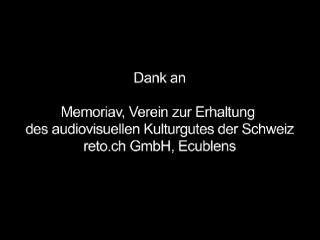 Dank an
Memoriav, Verein zur Erhaltung
des audiovisuellen Kulturgutes der Schweiz
reto.ch GmbH, Ecublens